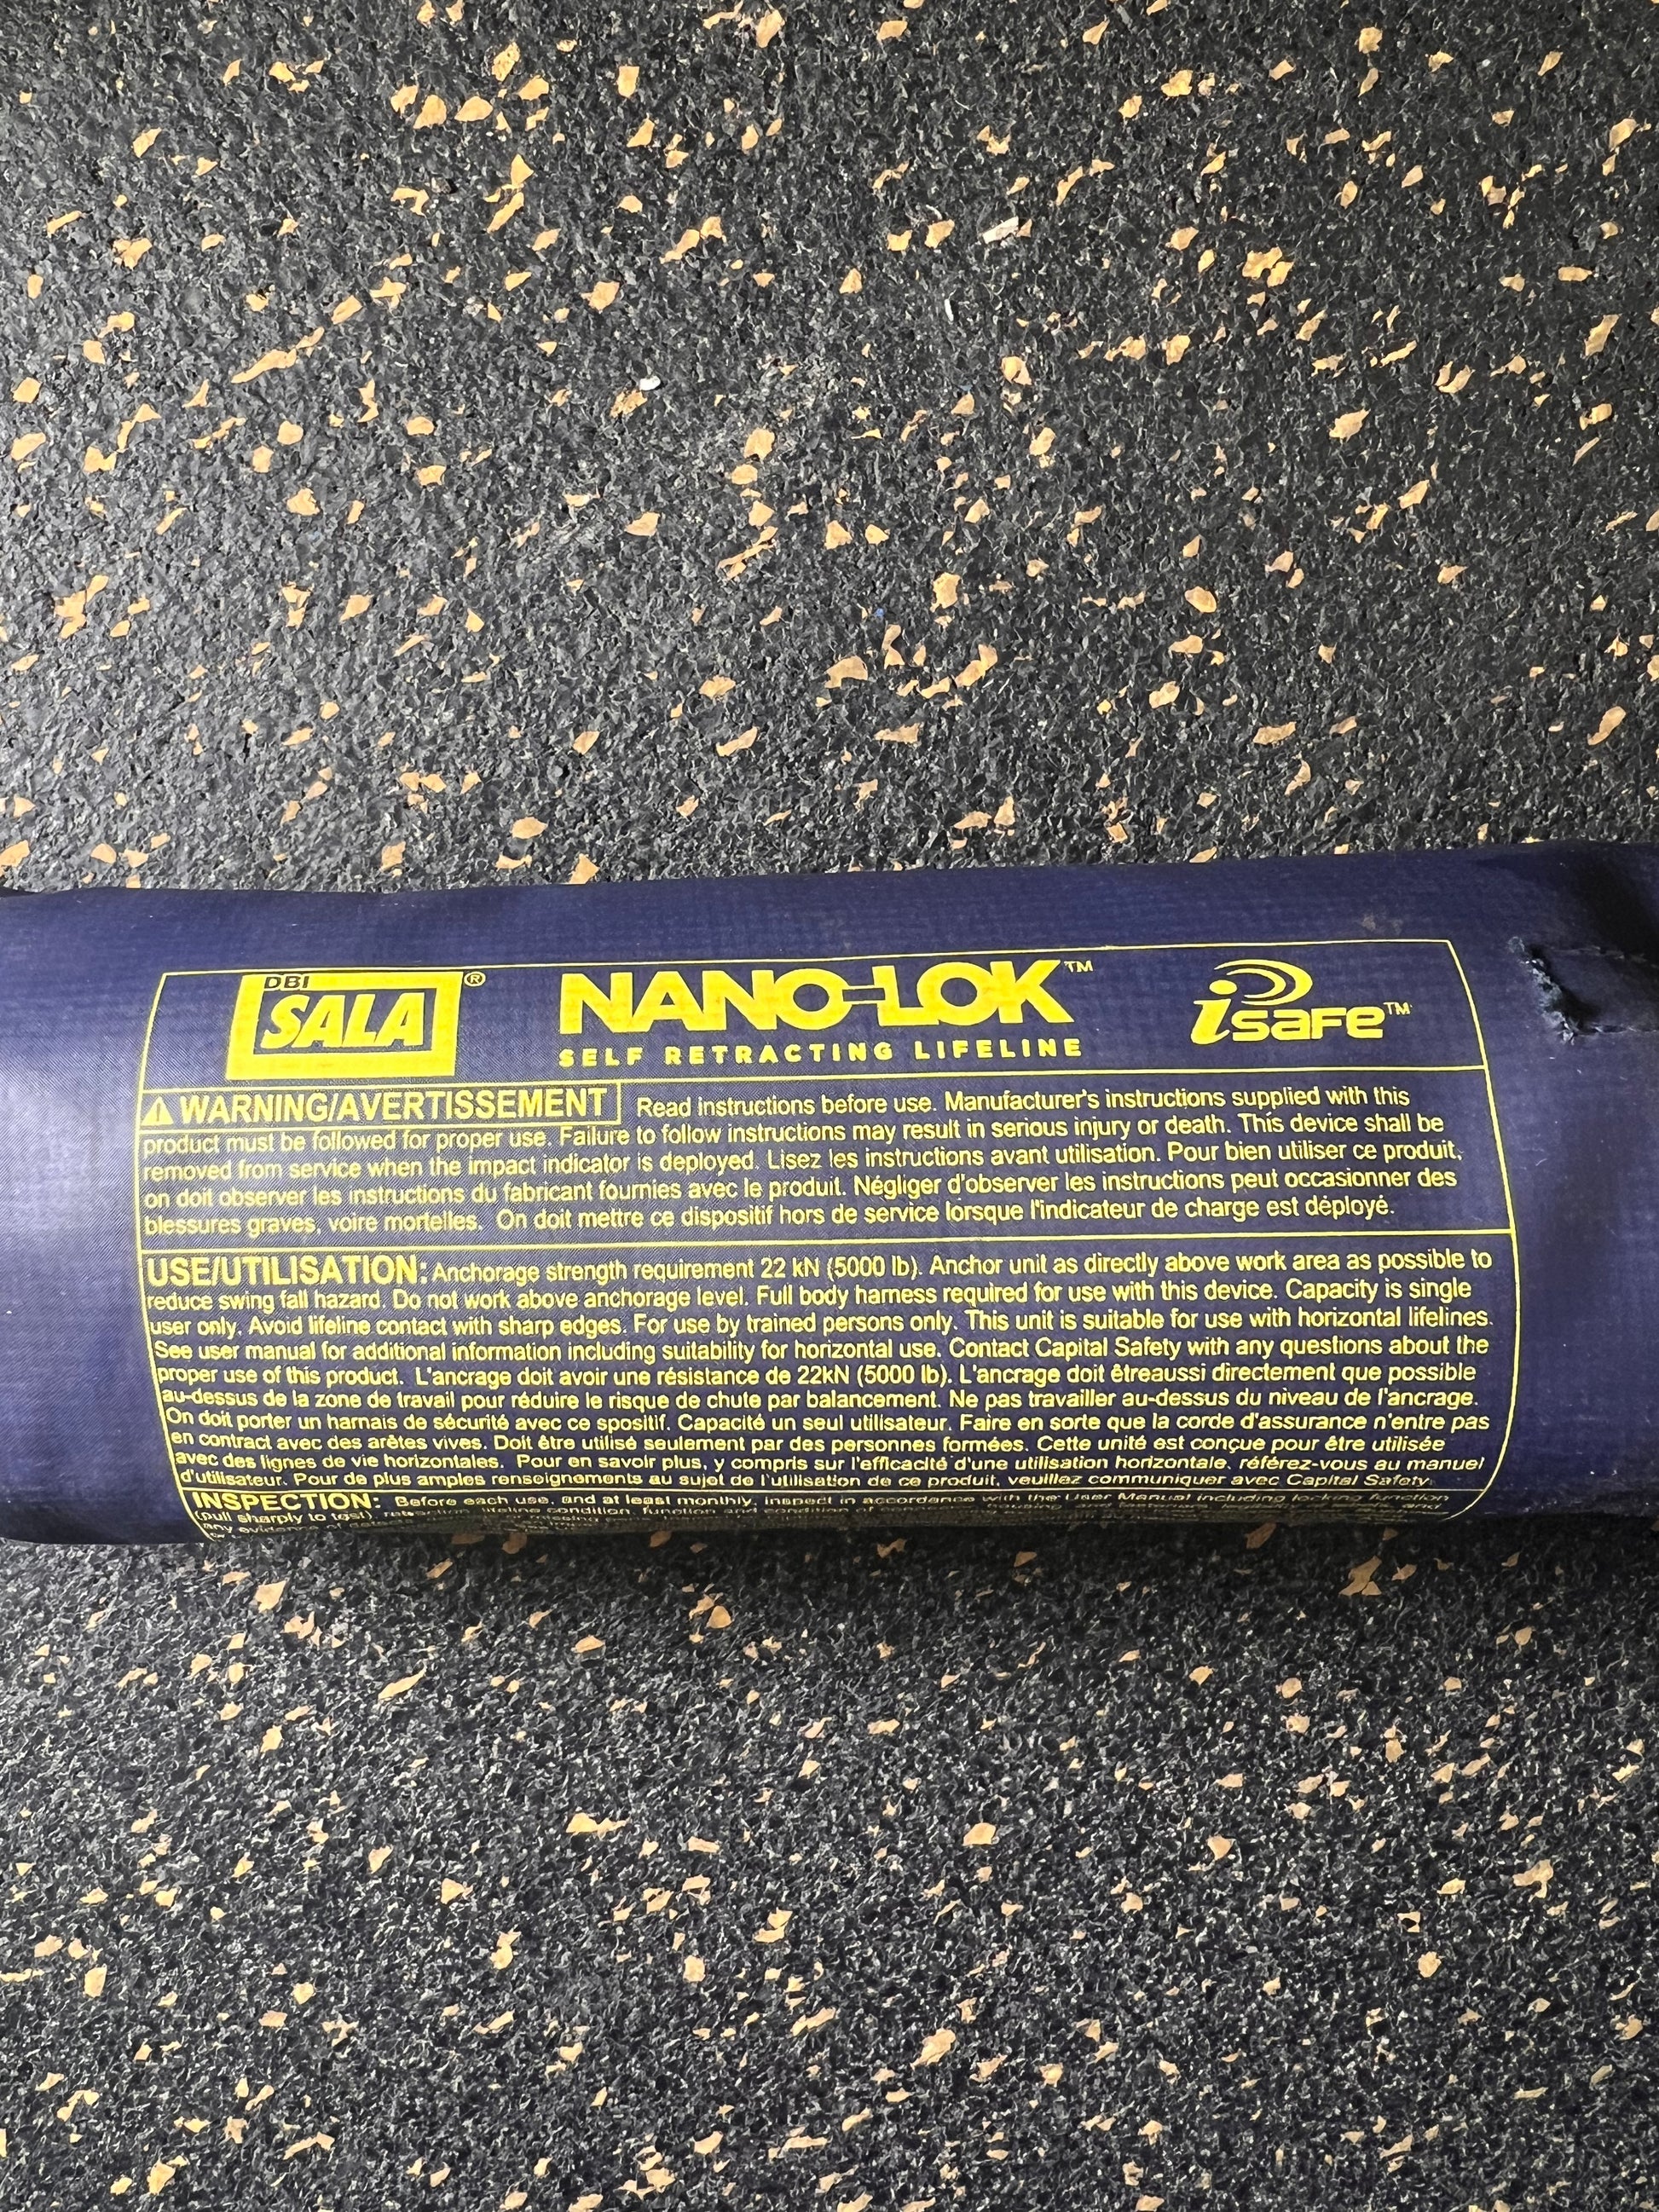 DBI
SALA®
NANO-LOK™
SELF RETRACTING LIFELINE
iSAFE™
WARNING/AVERTISSEMENT Read instructions before use. Manufacturer's instructions supplied with this
product must be followed for proper use. Failure to follow instructions may result in serious injury or death. This device shall be
removed from service when the impact indicator is deployed. Lisez les instructions avant utilisation. Pour bien utiliser ce produit,
on doit observer les instructions du fabricant fournies avec le produit. Négliger d'observer les instructions peut occasionner des
blessures graves, voire mortelles. On doit mettre ce dispositif hors de service lorsque l'indicateur de charge est déployé.
USE/UTILISATION: Anchorage strength requirement 22 kN (5000 lb). Anchor unit as directly above work area as possible to
reduce swing fall hazard. Do not work above anchorage level. Full body harness required for use with this device. Capacity is single
user only. Avoid lifeline contact with sharp edges. For use by trained persons only. This unit is suitable for use with horizontal lifelines.
See user manual for additional information including suitability for horizontal use. Contact Capital Safety with any questions about the
proper use of this product. L'ancrage doit avoir une résistance de 22kN (5000 lb). L'ancrage doit êtreaussi directement que possible
au-dessus de la zone de travail pour réduire le risque de chute par balancement. Ne pas travailler au-dessus du niveau de l'ancrage.
On doit porter un harnais de sécurité avec ce spositif. Capacité un seul utilisateur. Faire en sorte que la corde d'assurance n'entre pas
en contract avec des arêtes vives. Doit être utilisé seulement par des personnes formées. Cette unité est conçue pour être utilisée
avec des lignes de vie horizontales. Pour en savoir plus, y compris sur l'efficacité d'une utilisation horizontale, référez-vous au manuel
d'utilisateur. Pour de plus amples renseignements au sujet de l'utilisation de ce produit, veuillez communiquer avec Capital Safety.
INSPECTION: Before each use, and at least monthly, inspect in accordance with the User Manual including
(pull sharply to test), lifeline condition, function and condition of
any evidence of